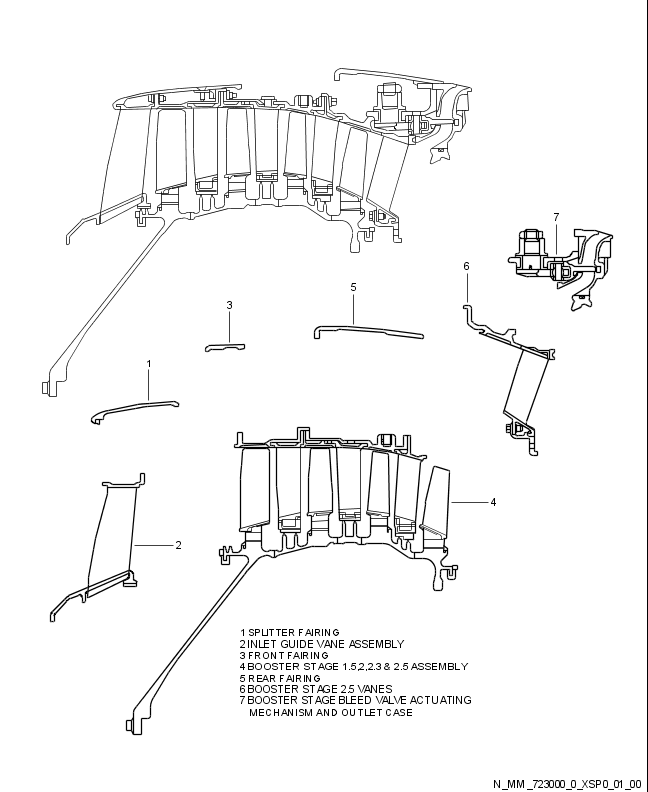 7
6
5
3
1
4
2
1 SPLITTER FAIRING
2 INLET GUIDE VANE ASSEMBLY
3 FRONT FAIRING
4 BOOSTER STAGE 1.5,2,2.3 & 2.5 ASSEMBLY
5 REAR FAIRING
6 BOOSTER STAGE 2.5 VANES
7 BOOSTER STAGE BLEED VALVE ACTUATING
MECHANISM AND OUTLET CASE
N_MM_723000_0_XSP0_01_00